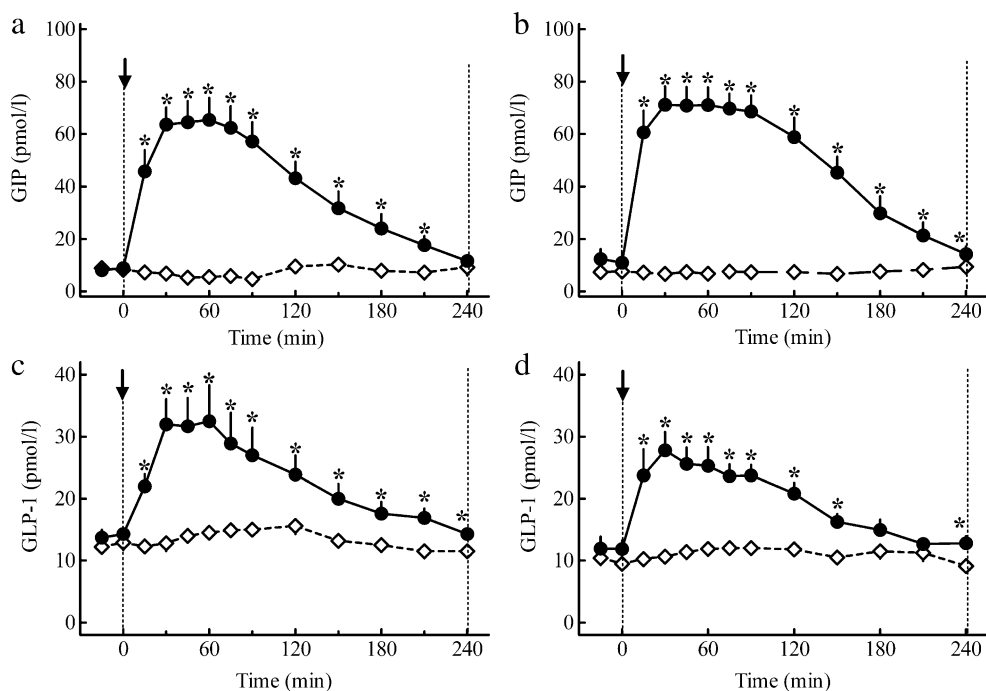 a
100
80
60
40
20
0
GIP (pmol/l)
* * * * * * * * * * *
0 60 120 180 240
Time (min)
b
100
80
60
40
20
0
GIP (pmol/l)
* * * * * * * * * * * *
0 60 120 180 240
Time (min)
c
40
30
20
10
0
GLP-1 (pmol/l)
* * * * * * * * * * *
0 60 120 180 240
Time (min)
d
40
30
20
10
0
GLP-1 (pmol/l)
* * * * * * * * *
0 60 120 180 240
Time (min)